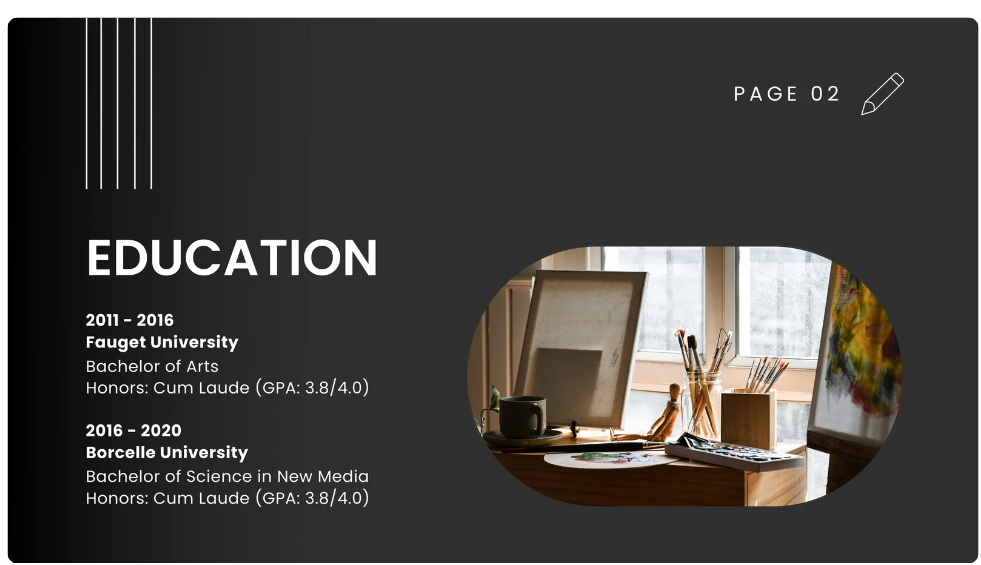 PAGE 02
EDUCATION
2011 - 2016
Fauget University
Bachelor of Arts
Honors: Cum Laude (GPA: 3.8/4.0)
2016 - 2020
Borcelle University
Bachelor of Science in New Media
Honors: Cum Laude (GPA: 3.8/4.0)